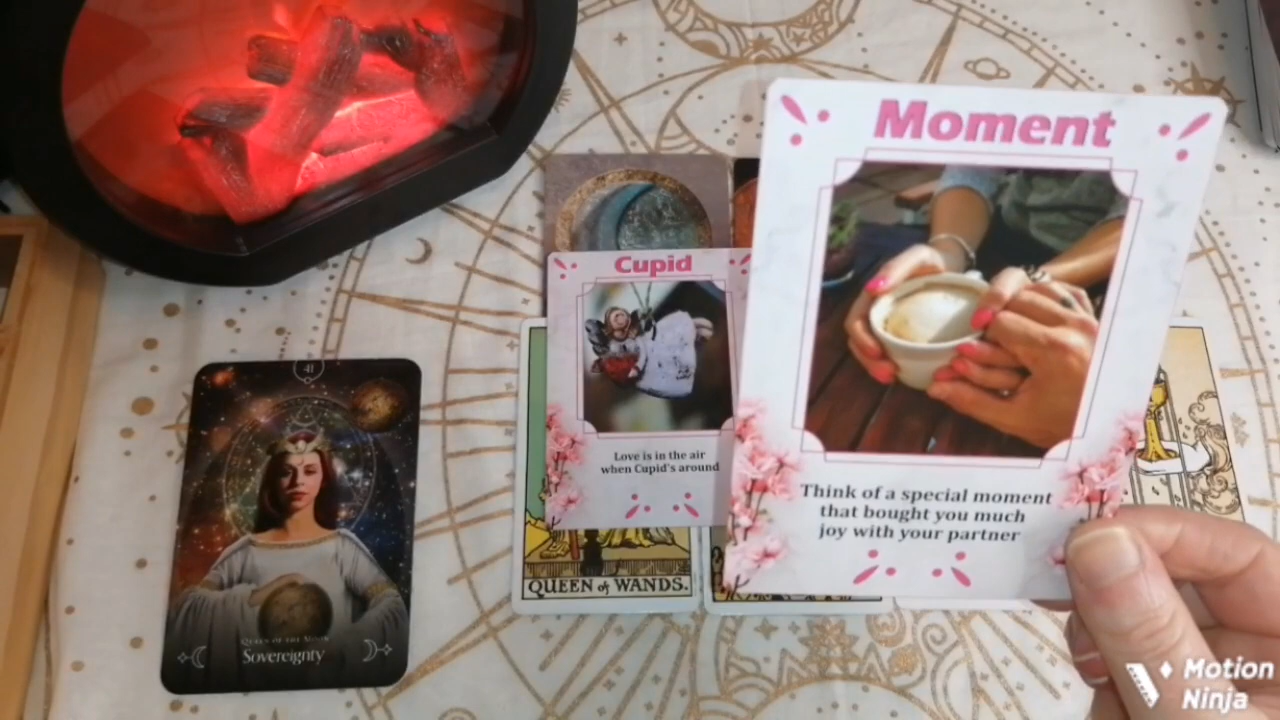 Moment
Think of a special moment
that bought you much
joy with your partner
Cupid
Love is in the air
when Cupid's around
QUEEN of WANDS.
41
QUEEN OF THE MOON
Sovereignty
Motion
Ninja